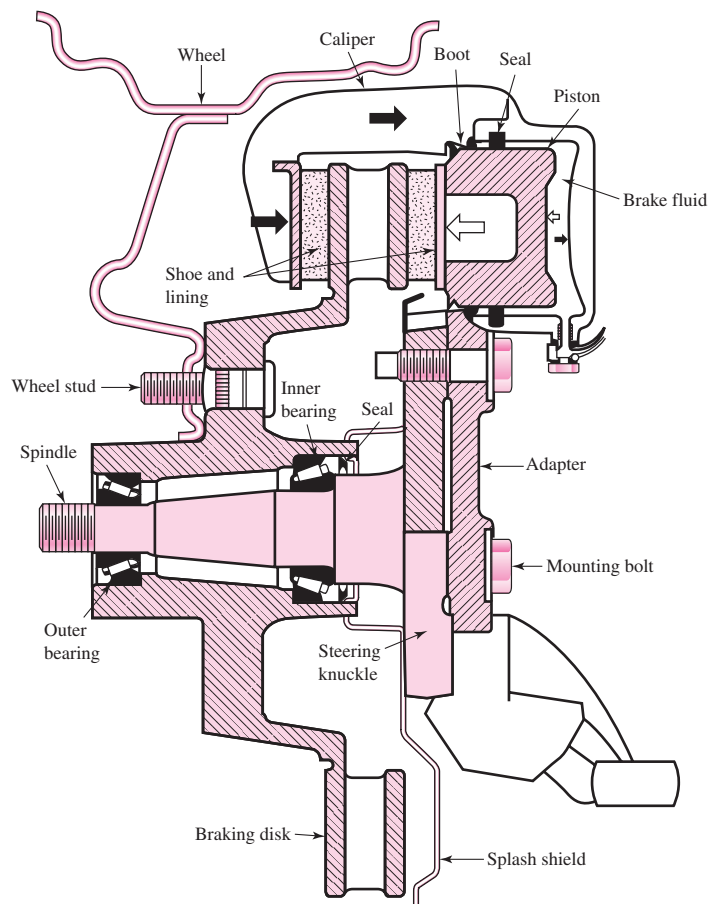 Caliper
Wheel
Boot
Seal
Piston
Brake fluid
Shoe and
lining
Wheel stud
Inner
bearing
Seal
Spindle
Adapter
Mounting bolt
Outer
bearing
Steering
knuckle
Braking disk
Splash shield